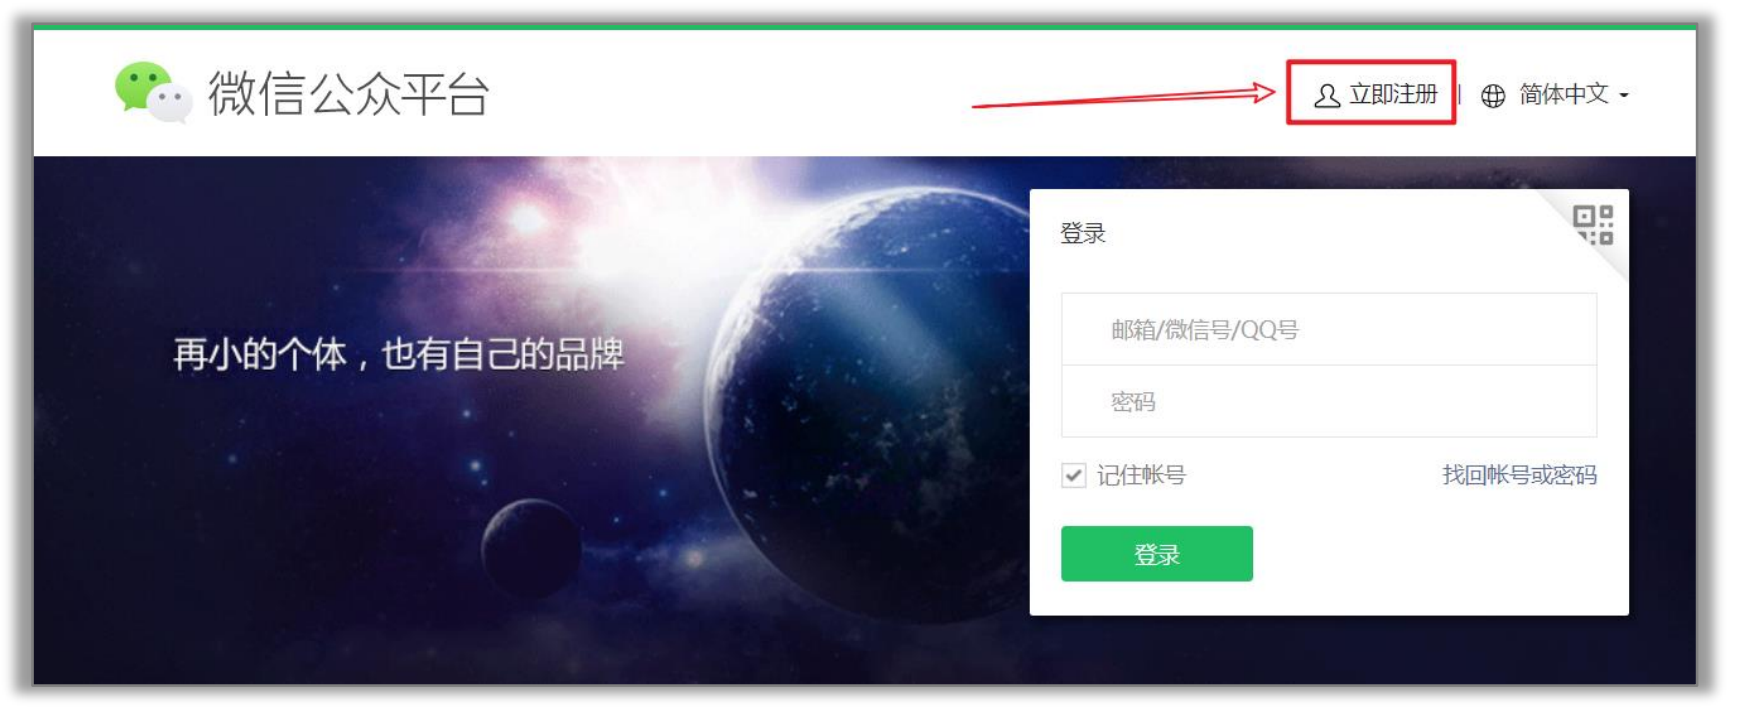 微信公众平台
立即注册 | 简体中文
再小的个体，也有自己的品牌
登录
邮箱/微信号/QQ号
密码
记住帐号 找回帐号或密码
登录